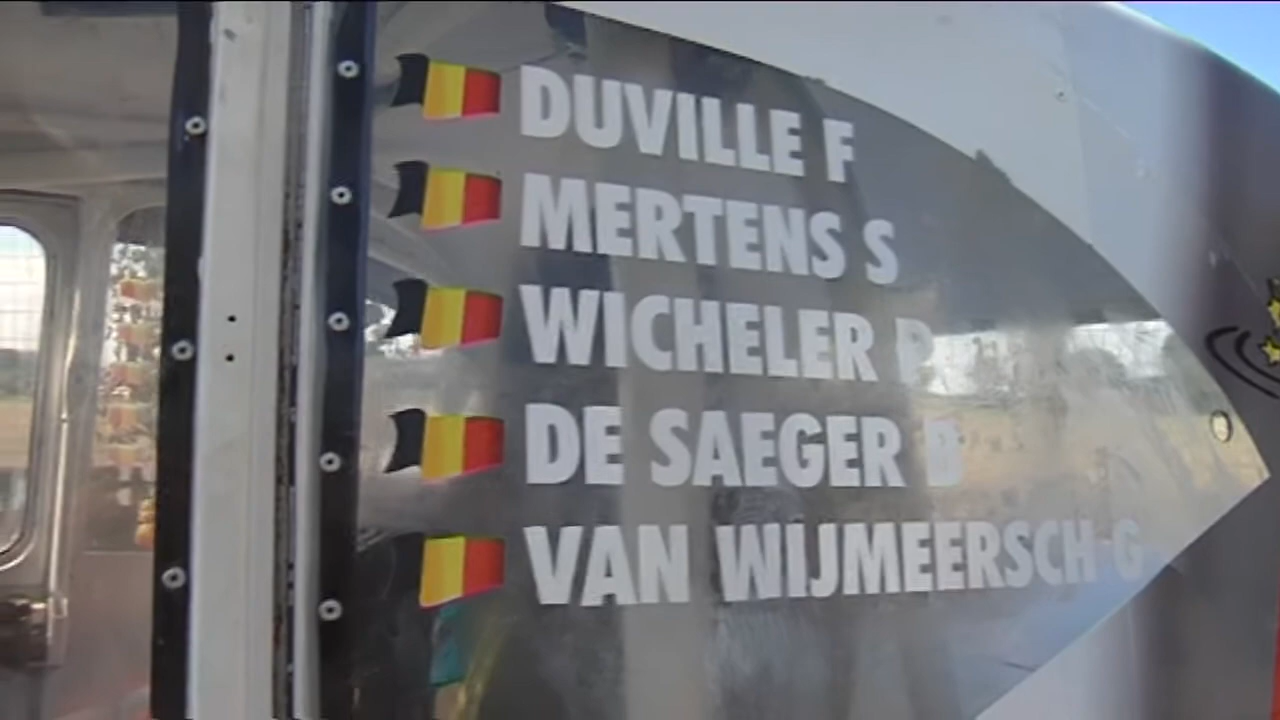 DUVILLE F
MERTENS S
WICHELER P
DE SAEGER B
VAN WIJMEERSCH G